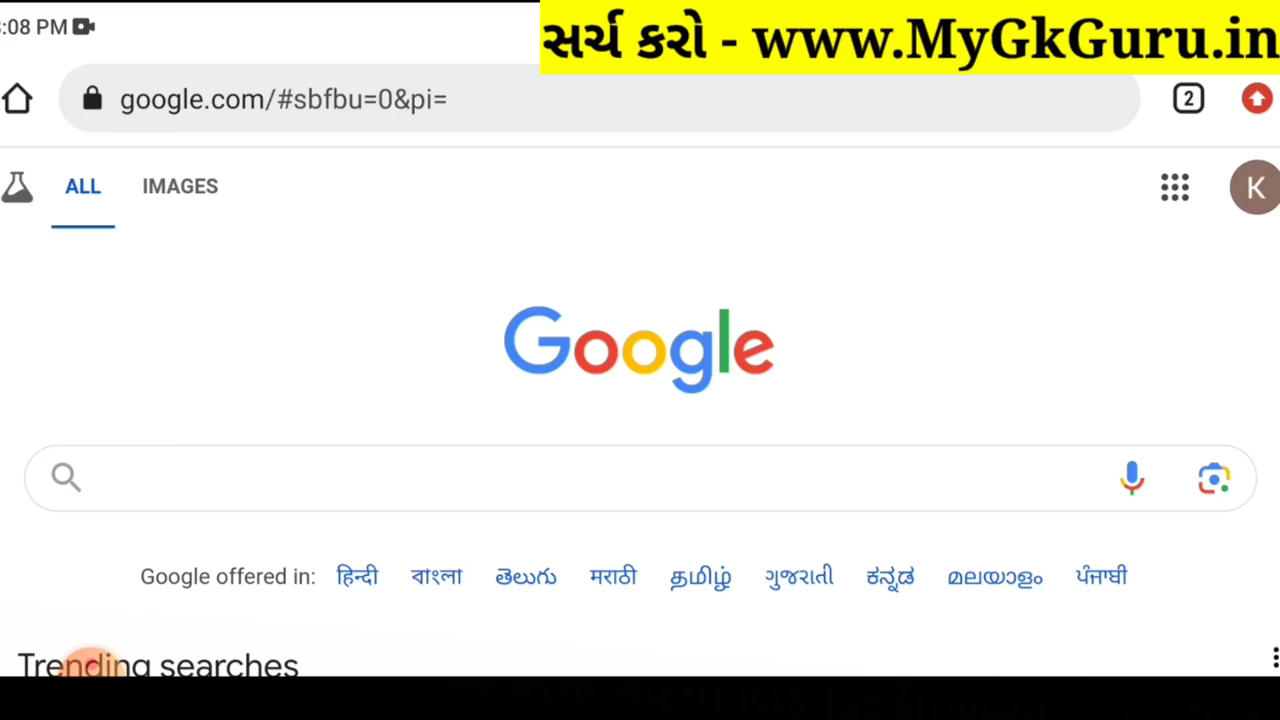 :08 PM
સર્ચ કરો - www.MyGkGuru.in
google.com/#sbfbu=0&pi=
2
ALL IMAGES
K
Google
Google offered in: हिन्दी বাংলা తెలుగు मराठी தமிழ் ગુજરાતી ಕನ್ನಡ മലയാളം ਪੰਜਾਬੀ
Trending searches